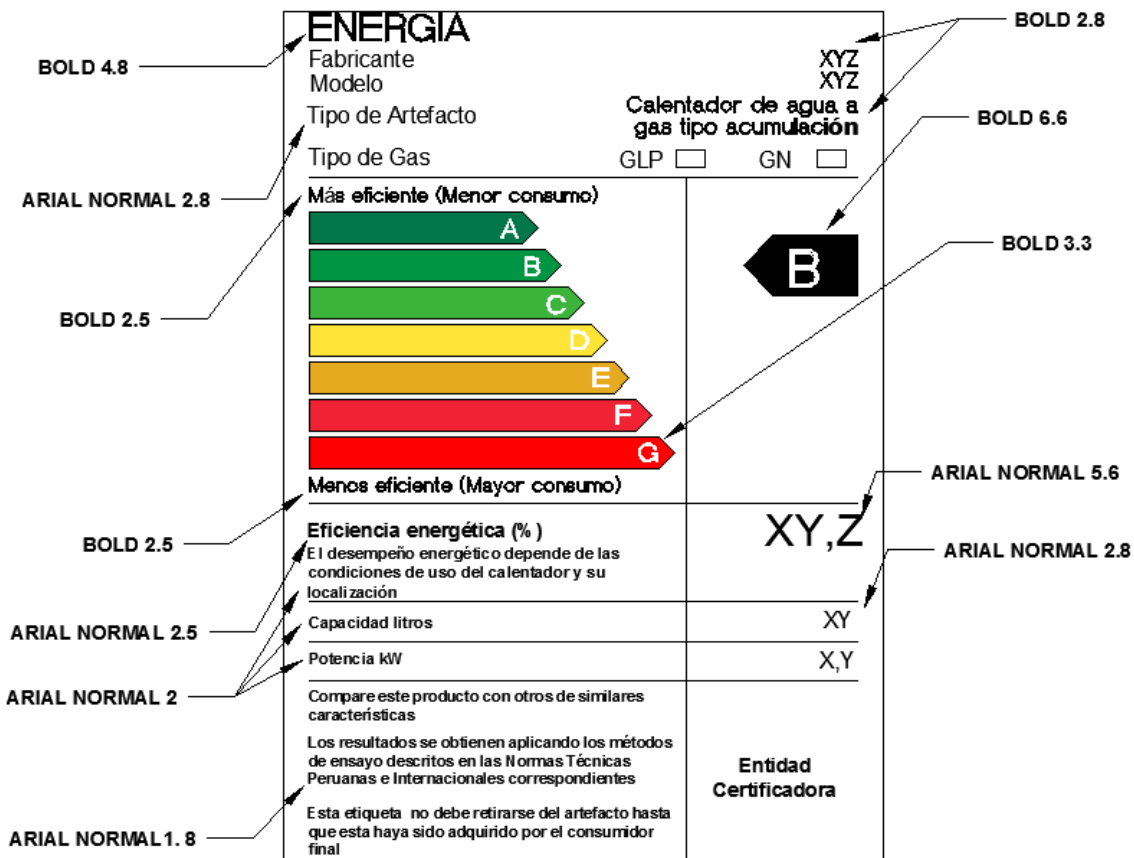 ENERGIA
BOLD 2.8
BOLD 4.8
Fabricante XYZ
Modelo XYZ
Tipo de Artefacto
Calentador de agua a
gas tipo acumulación
BOLD 6.6
Tipo de Gas GLP GN
ARIAL NORMAL 2.8
Más eficiente (Menor consumo)
A
B
C
D
E
F
G
B
BOLD 3.3
BOLD 2.5
Menos eficiente (Mayor consumo)
ARIAL NORMAL 5.6
BOLD 2.5
Eficiencia energética (% )
XY,Z
El desempeño energético depende de las
condiciones de uso del calentador y su
localización
ARIAL NORMAL 2.8
ARIAL NORMAL 2.5
Capacidad litros XY
Potencia kW X,Y
ARIAL NORMAL 2
Compare este producto con otros de similares
características
Los resultados se obtienen aplicando los métodos
de ensayo descritos en las Normas Técnicas
Peruanas e Internacionales correspondientes
Entidad
Certificadora
ARIAL NORMAL 1. 8
Esta etiqueta no debe retirarse del artefacto hasta
que esta haya sido adquirido por el consumidor
final